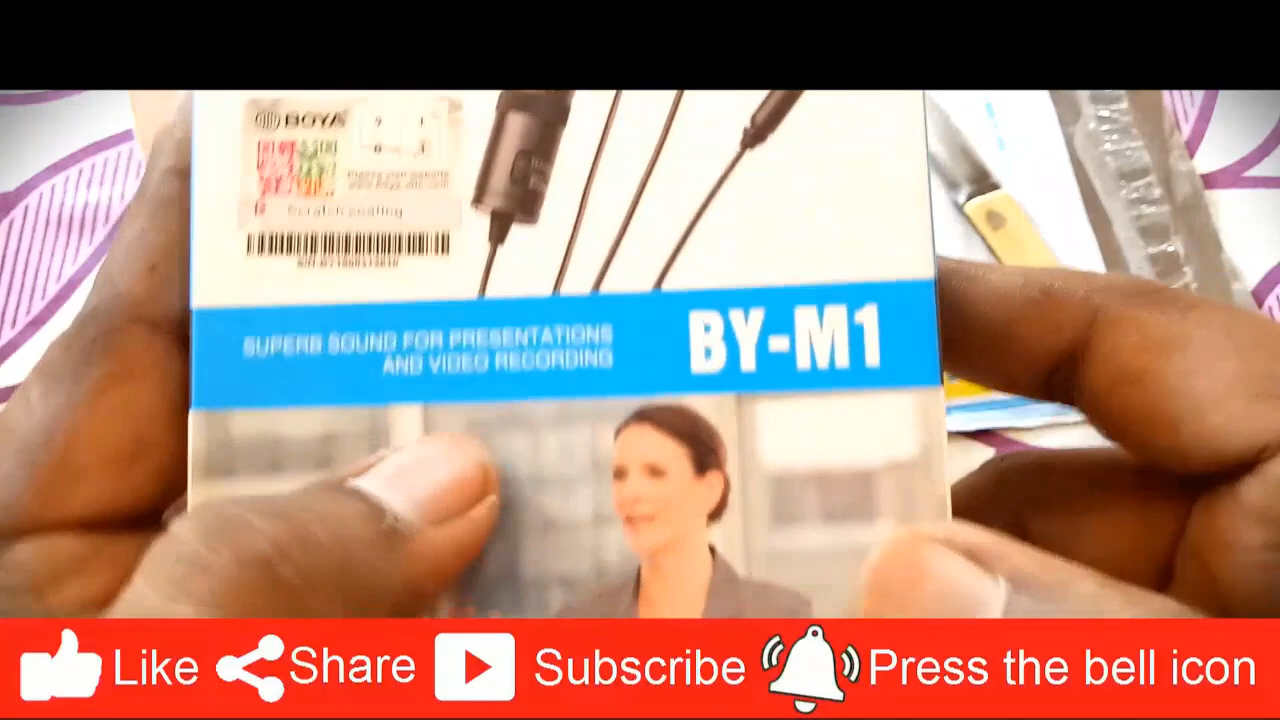 BOYA
Scratch coating
SUPERB SOUND FOR PRESENTATIONS
AND VIDEO RECORDING
BY-M1
Like Share Subscribe Press the bell icon